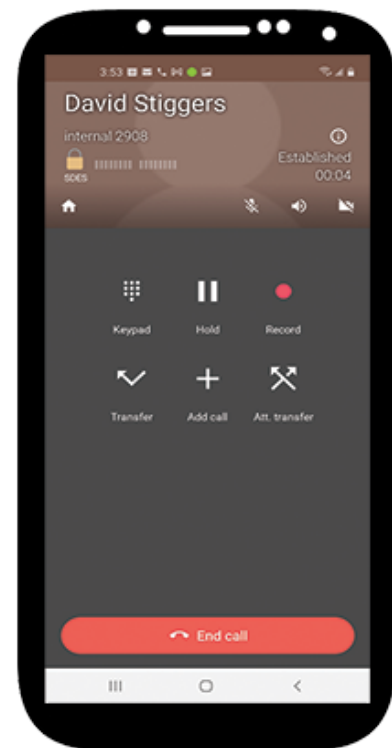 3:53
David Stiggers
internal 2908
SDES
Established
00:04
Keypad Hold Record
Transfer Add call Att. transfer
End call